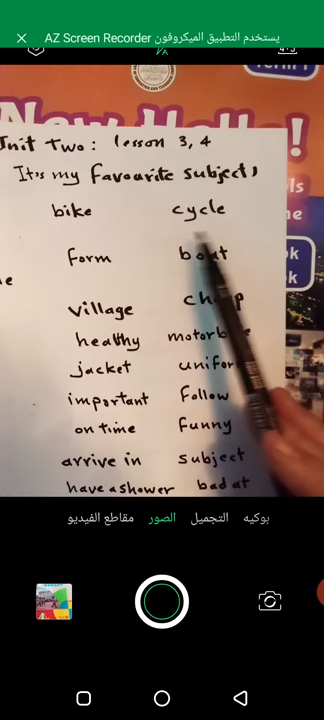 AZ Screen Recorder يستخدم التطبيق الميكروفون
New Hello!
Unit Two: lesson 3, 4
It's my favourite subject,
bike cycle
form
village
healthy
jacket
important Follow
on time funny
arrive in subject
have a shower bad at
بوكيه التجميل الصور مقاطع الفيديو